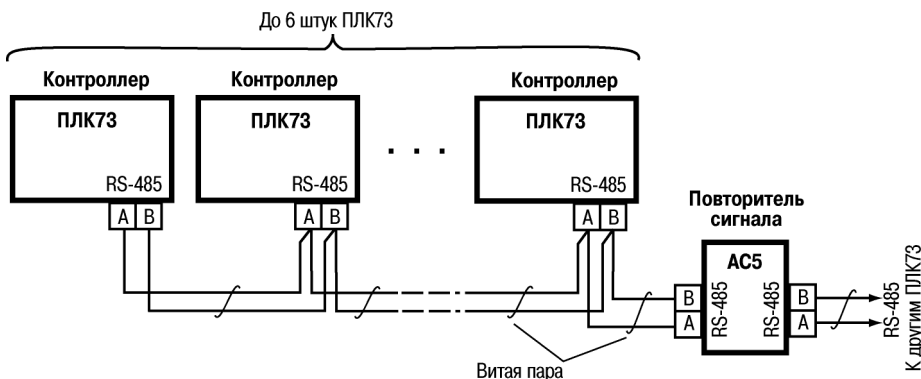 До 6 штук ПЛК73
Контроллер
Контроллер
Контроллер
ПЛК73
ПЛК73
ПЛК73
. . .
RS-485
RS-485
RS-485
A B
A B
A B
Повторитель
сигнала
АС5
B
A
RS-485
RS-485
B
A
RS-485
К другим ПЛК73
Витая пара